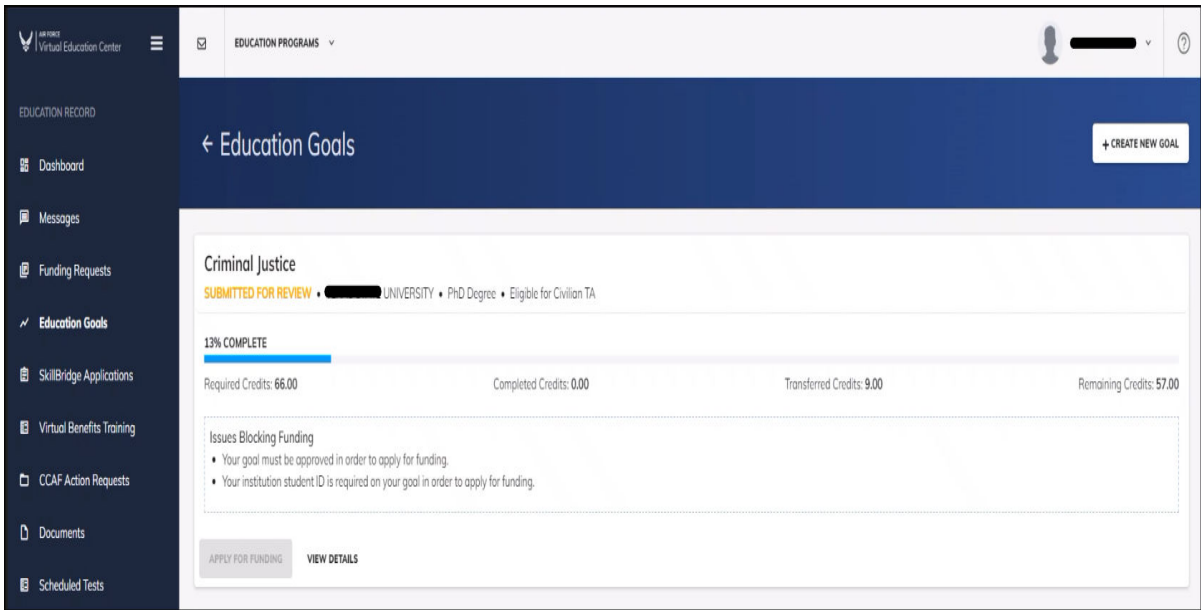 AIR FORCE
Virtual Education Center
EDUCATION PROGRAMS
EDUCATION RECORD
Dashboard
Messages
Funding Requests
Education Goals
SkillBridge Applications
Virtual Benefits Training
CCAF Action Requests
Documents
Scheduled Tests
← Education Goals
+ CREATE NEW GOAL
Criminal Justice
SUBMITTED FOR REVIEW • UNIVERSITY • PhD Degree • Eligible for Civilian TA
13% COMPLETE
Required Credits: 66.00 Completed Credits: 0.00 Transferred Credits: 9.00 Remaining Credits: 57.00
Issues Blocking Funding
• Your goal must be approved in order to apply for funding.
• Your institution student ID is required on your goal in order to apply for funding.
APPLY FOR FUNDING VIEW DETAILS